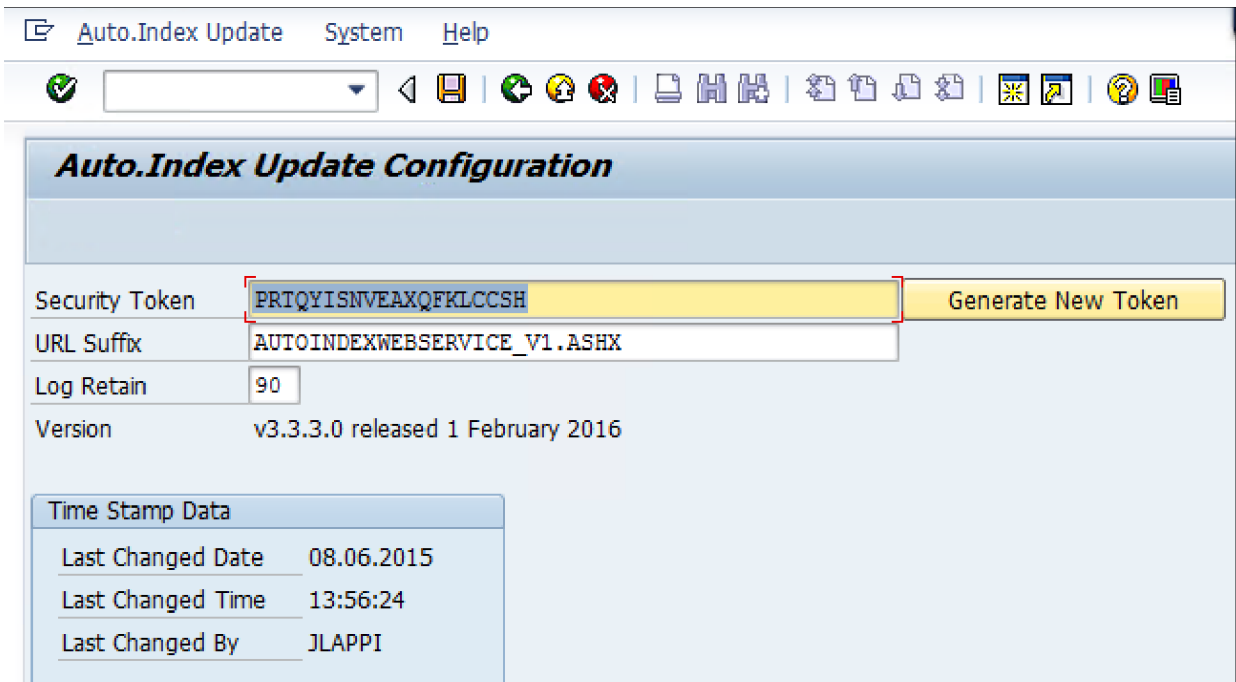 Auto.Index Update System Help
Auto.Index Update Configuration
Security Token PRTQYISNVEAXQFKLCCSH Generate New Token
URL Suffix AUTOINDEXWEBSERVICE_V1.ASHX
Log Retain 90
Version v3.3.3.0 released 1 February 2016
Time Stamp Data
Last Changed Date 08.06.2015
Last Changed Time 13:56:24
Last Changed By JLAPPI